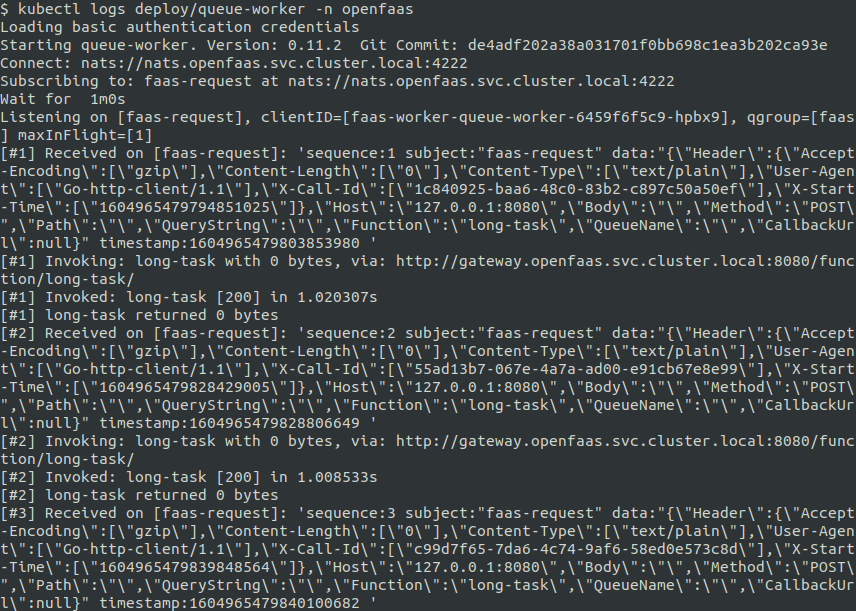 $ kubectl logs deploy/queue-worker -n openfaas
Loading basic authentication credentials
Starting queue-worker. Version: 0.11.2  Git Commit: de4adf202a38a031701f0bb698c1ea3b202ca93e
Connect: nats://nats.openfaas.svc.cluster.local:4222
Subscribing to: faas-request at nats://nats.openfaas.svc.cluster.local:4222
Wait for  1m0s
Listening on [faas-request], clientID=[faas-worker-queue-worker-6459f6f5c9-hpbx9], qgroup=[faas
] maxInFlight=[1]
[#1] Received on [faas-request]: 'sequence:1 subject:"faas-request" data:"{\"Header\":{\"Accept
-Encoding\":[\"gzip\"],\"Content-Length\":[\"0\"],\"Content-Type\":[\"text/plain\"],\"User-Agen
t\":[\"Go-http-client/1.1\"],\"X-Call-Id\":[\"1c840925-baa6-48c0-83b2-c897c50a50ef\"],\"X-Start
-Time\":[\"1604965479794851025\"]},\"Host\":\"127.0.0.1:8080\",\"Body\":\"\",\"Method\":\"POST\
",\"Path\":\"\",\"QueryString\":\"\",\"Function\":\"long-task\",\"QueueName\":\"\",\"CallbackUr
l\":null}" timestamp:1604965479803853980 '
[#1] Invoking: long-task with 0 bytes, via: http://gateway.openfaas.svc.cluster.local:8080/func
tion/long-task/
[#1] Invoked: long-task [200] in 1.020307s
[#1] long-task returned 0 bytes
[#2] Received on [faas-request]: 'sequence:2 subject:"faas-request" data:"{\"Header\":{\"Accept
-Encoding\":[\"gzip\"],\"Content-Length\":[\"0\"],\"Content-Type\":[\"text/plain\"],\"User-Agen
t\":[\"Go-http-client/1.1\"],\"X-Call-Id\":[\"55ad13b7-067e-4a7a-ad00-e91cb67e8e99\"],\"X-Start
-Time\":[\"1604965479828429005\"]},\"Host\":\"127.0.0.1:8080\",\"Body\":\"\",\"Method\":\"POST\
",\"Path\":\"\",\"QueryString\":\"\",\"Function\":\"long-task\",\"QueueName\":\"\",\"CallbackUr
l\":null}" timestamp:1604965479828806649 '
[#2] Invoking: long-task with 0 bytes, via: http://gateway.openfaas.svc.cluster.local:8080/func
tion/long-task/
[#2] Invoked: long-task [200] in 1.008533s
[#2] long-task returned 0 bytes
[#3] Received on [faas-request]: 'sequence:3 subject:"faas-request" data:"{\"Header\":{\"Accept
-Encoding\":[\"gzip\"],\"Content-Length\":[\"0\"],\"Content-Type\":[\"text/plain\"],\"User-Agen
t\":[\"Go-http-client/1.1\"],\"X-Call-Id\":[\"c99d7f65-7da6-4c74-9af6-58ed0e573c8d\"],\"X-Start
-Time\":[\"1604965479839848564\"]},\"Host\":\"127.0.0.1:8080\",\"Body\":\"\",\"Method\":\"POST\
",\"Path\":\"\",\"QueryString\":\"\",\"Function\":\"long-task\",\"QueueName\":\"\",\"CallbackUr
l\":null}" timestamp:1604965479840100682 '